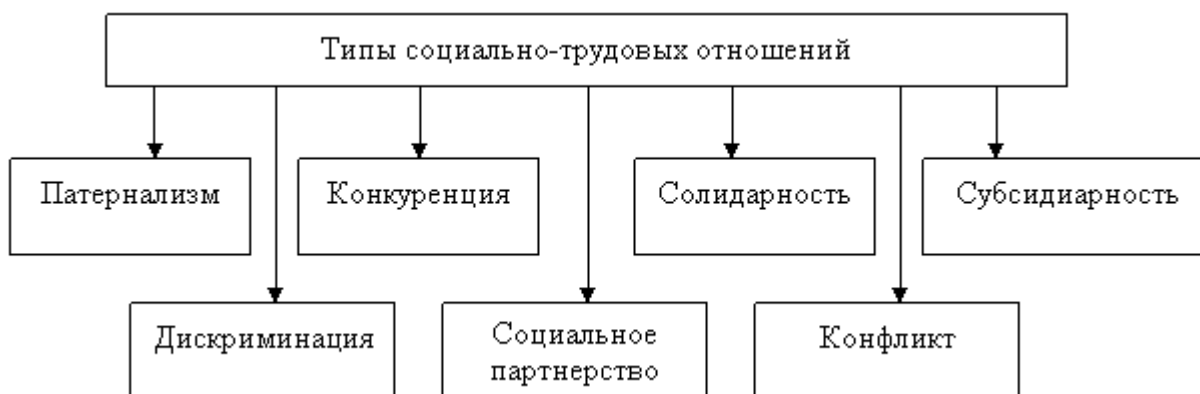 Типы социально-трудовых отношений
Патернализм
Конкуренция
Солидарность
Субсидиарность
Дискриминация
Социальное
партнерство
Конфликт